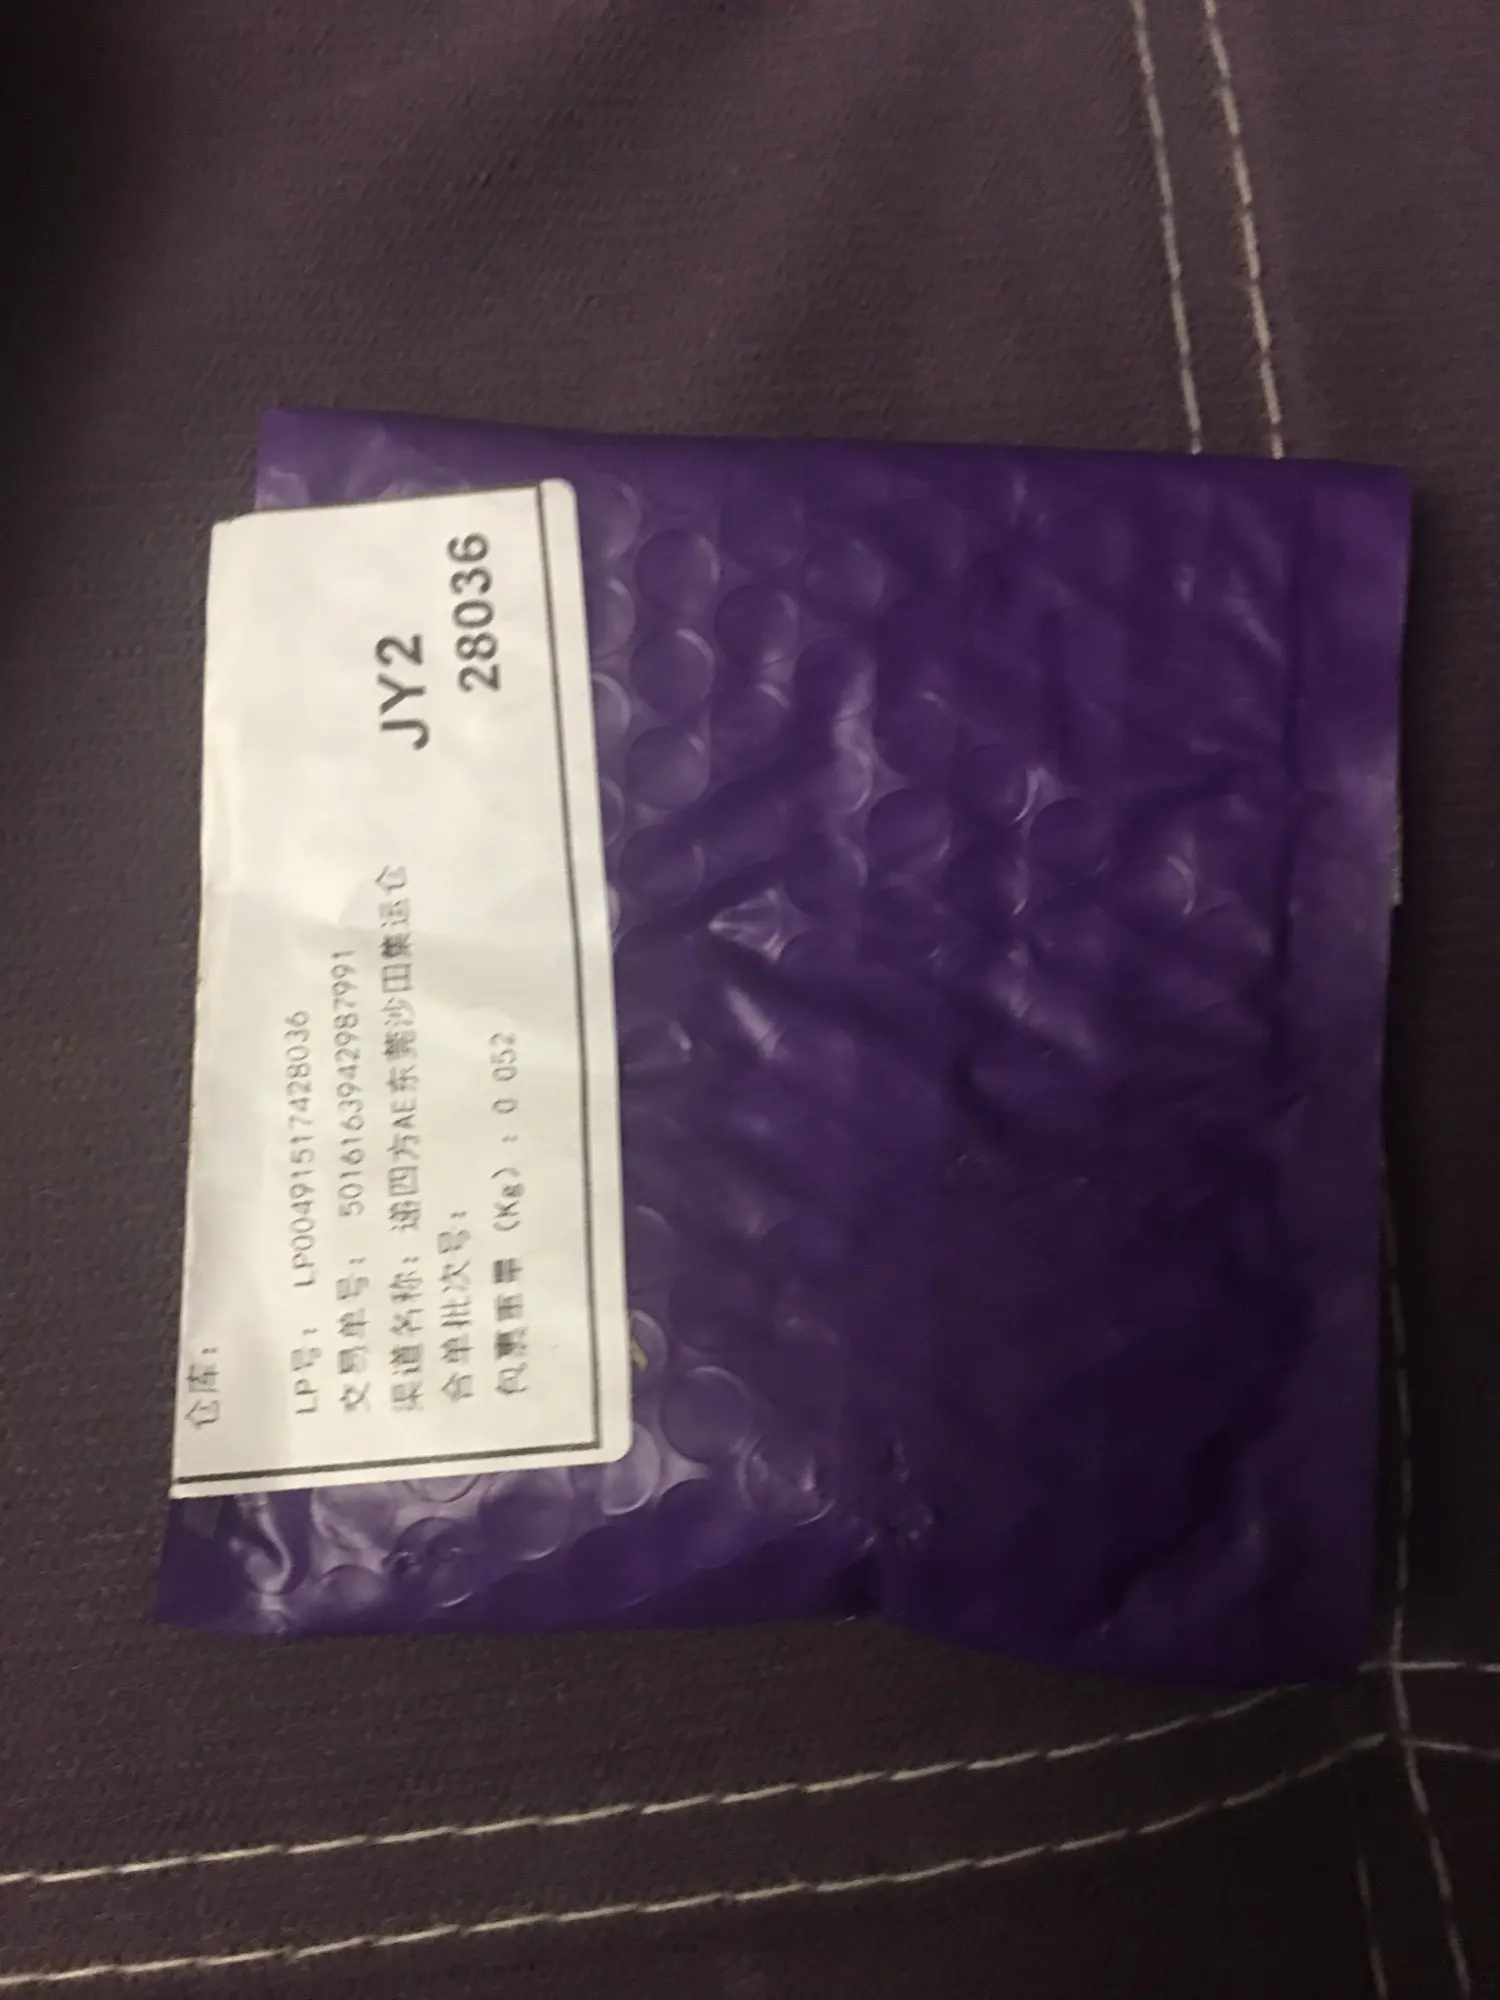 仓库：
LP号： LP00491517428036
交易单号： 5016163942987991
渠道名称：递四方AE东莞沙田集运仓
JY2
合单批次号：
28036
包裹重量（Kg）：0 052